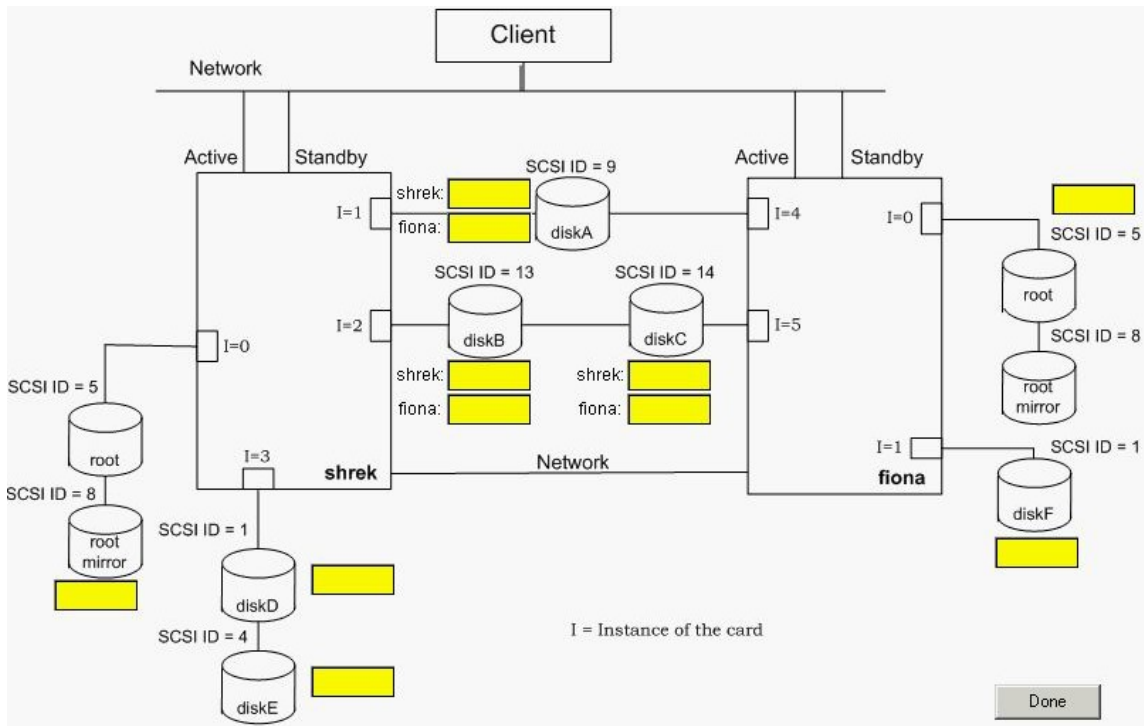 Client
Network
Active
Standby
Active
Standby
SCSI ID = 9
shrek:
I=1
fiona:
diskA
I=4
I=0
SCSI ID = 5
root
SCSI ID = 13
SCSI ID = 14
I=2
diskB
diskC
I=5
SCSI ID = 8
root
mirror
shrek:
fiona:
shrek:
fiona:
I=0
SCSI ID = 5
root
I=3
shrek
Network
I=1
fiona
SCSI ID = 1
diskF
SCSI ID = 8
root
mirror
SCSI ID = 1
diskD
SCSI ID = 4
diskE
I = Instance of the card
Done